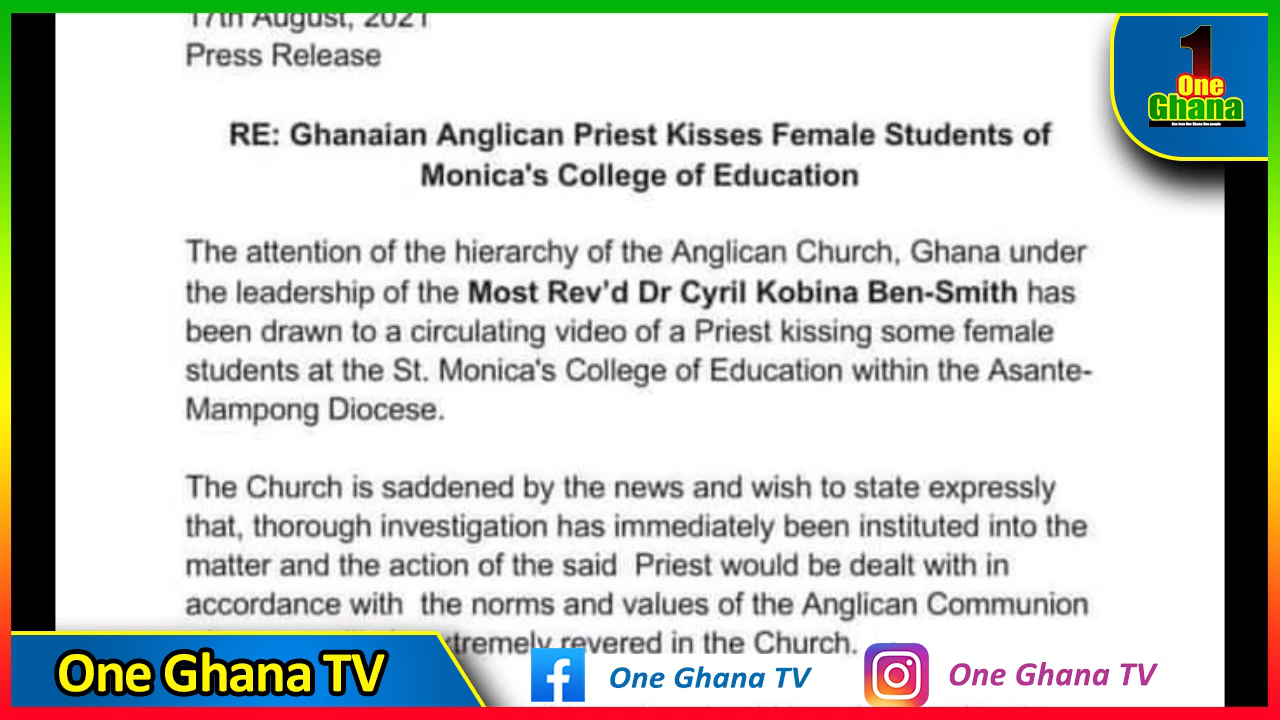 17th August, 2021
Press Release
RE: Ghanaian Anglican Priest Kisses Female Students of
Monica's College of Education
The attention of the hierarchy of the Anglican Church, Ghana under
the leadership of the Most Rev'd Dr Cyril Kobina Ben-Smith has
been drawn to a circulating video of a Priest kissing some female
students at the St. Monica's College of Education within the Asante-
Mampong Diocese.
The Church is saddened by the news and wish to state expressly
that, thorough investigation has immediately been instituted into the
matter and the action of the said Priest would be dealt with in
accordance with the norms and values of the Anglican Communion
revered in the Church.
1
One
Ghana
One Ghana TV
One Ghana TV
One Ghana TV